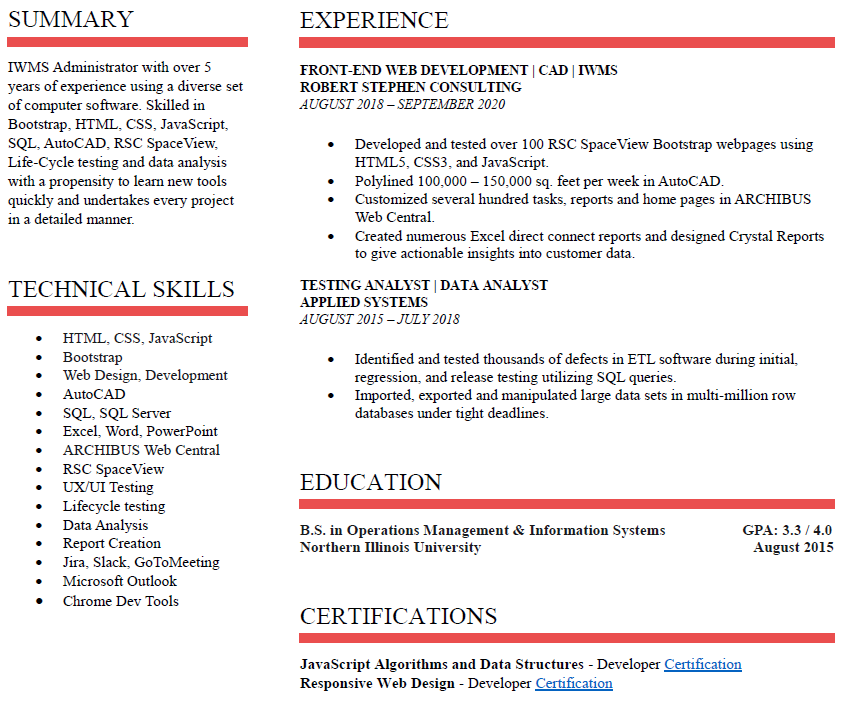 SUMMARY
IWMS Administrator with over 5
years of experience using a diverse set
of computer software. Skilled in
Bootstrap, HTML, CSS, JavaScript,
SQL, AutoCAD, RSC SpaceView,
Life-Cycle testing and data analysis
with a propensity to learn new tools
quickly and undertakes every project
in a detailed manner.
TECHNICAL SKILLS
• HTML, CSS, JavaScript
• Bootstrap
• Web Design, Development
• AutoCAD
• SQL, SQL Server
• Excel, Word, PowerPoint
• ARCHIBUS Web Central
• RSC SpaceView
• UX/UI Testing
• Lifecycle testing
• Data Analysis
• Report Creation
• Jira, Slack, GoToMeeting
• Microsoft Outlook
• Chrome Dev Tools
EXPERIENCE
FRONT-END WEB DEVELOPMENT | CAD | IWMS
ROBERT STEPHEN CONSULTING
AUGUST 2018 – SEPTEMBER 2020
• Developed and tested over 100 RSC SpaceView Bootstrap webpages using
HTML5, CSS3, and JavaScript.
• Polylined 100,000 – 150,000 sq. feet per week in AutoCAD.
• Customized several hundred tasks, reports and home pages in ARCHIBUS
Web Central.
• Created numerous Excel direct connect reports and designed Crystal Reports
to give actionable insights into customer data.
TESTING ANALYST | DATA ANALYST
APPLIED SYSTEMS
AUGUST 2015 – JULY 2018
• Identified and tested thousands of defects in ETL software during initial,
regression, and release testing utilizing SQL queries.
• Imported, exported and manipulated large data sets in multi-million row
databases under tight deadlines.
EDUCATION
B.S. in Operations Management & Information Systems GPA: 3.3 / 4.0
Northern Illinois University August 2015
CERTIFICATIONS
JavaScript Algorithms and Data Structures - Developer Certification
Responsive Web Design - Developer Certification